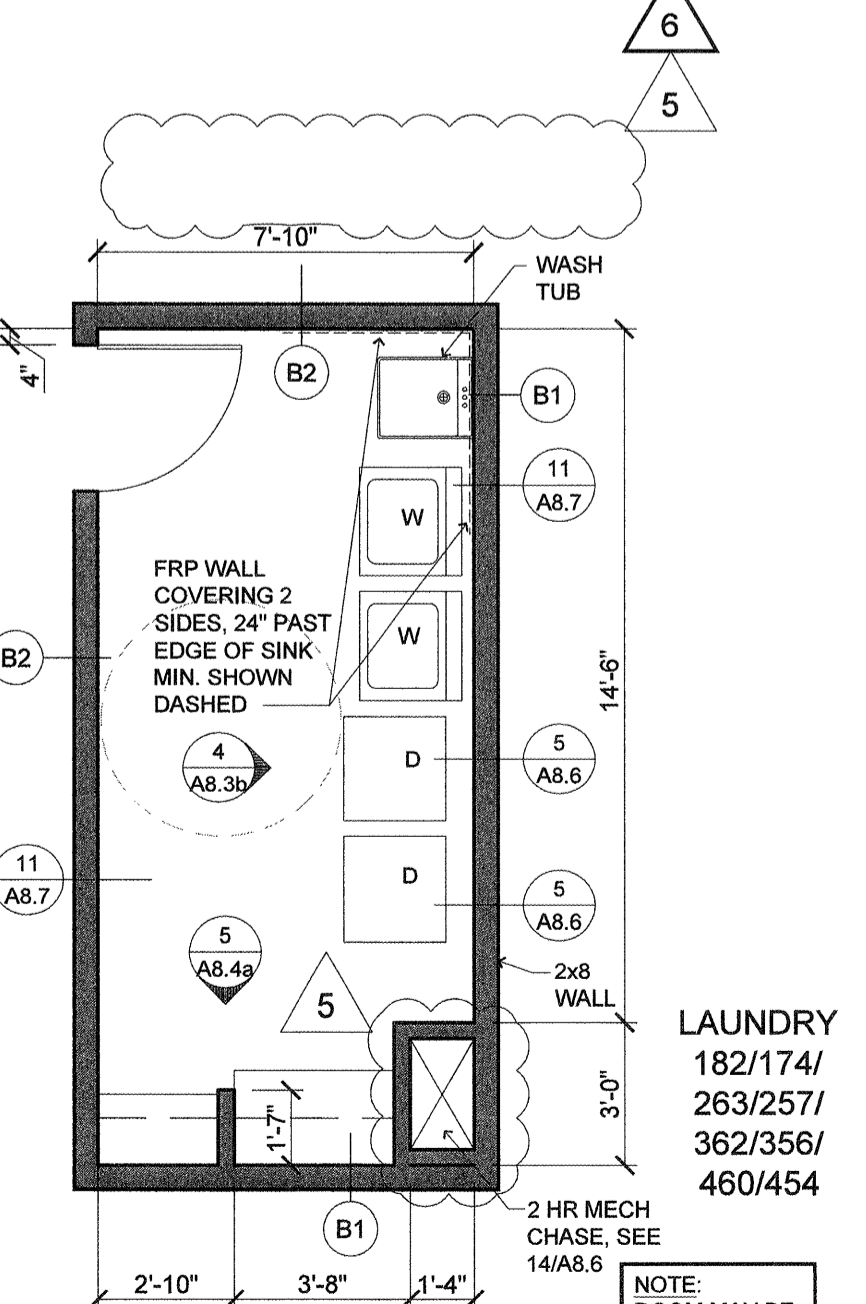 6
5
7'-10"
WASH
TUB
4"
B2
B1
11
A8.7
W
FRP WALL
COVERING 2
SIDES, 24" PAST
EDGE OF SINK
MIN. SHOWN
DASHED
W
B2
14'-6"
4
A8.3b
D
5
A8.6
11
A8.7
D
5
A8.6
5
A8.4a
5
2x8
WALL
LAUNDRY
182/174/
263/257/
362/356/
460/454
3'-0"
1'-7"
B1
2 HR MECH
CHASE, SEE
14/A8.6
2'-10"
3'-8"
1'-4"
NOTE: